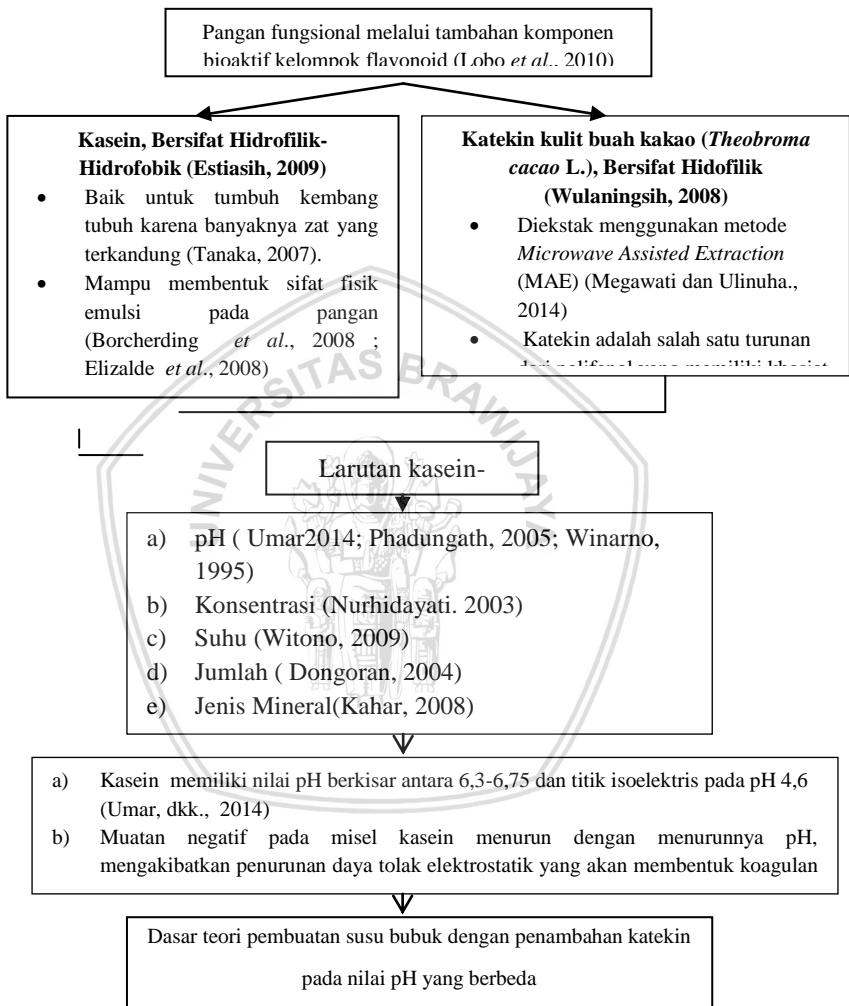 Pangan fungsional melalui tambahan komponen
bioaktif kelompok flavonoid (Lobo et al., 2010)
Kasein, Bersifat Hidrofilik-
Hidrofobik (Estiasih, 2009)
• Baik untuk tumbuh kembang
tubuh karena banyaknya zat yang
terkandung (Tanaka, 2007).
• Mampu membentuk sifat fisik
emulsi pada pangan
(Borcherding et al., 2008 ;
Elizalde et al., 2008)
Katekin kulit buah kakao (Theobroma
cacao L.), Bersifat Hidofilik
(Wulaningsih, 2008)
• Diekstak menggunakan metode
Microwave Assisted Extraction
(MAE) (Megawati dan Ulinuha.,
2014)
• Katekin adalah salah satu turunan
dari polifenol yang memiliki khasiat
UNIVERSITAS BRAWIJAYA
Larutan kasein-
a) pH ( Umar2014; Phadungath, 2005; Winarno,
1995)
b) Konsentrasi (Nurhidayati. 2003)
c) Suhu (Witono, 2009)
d) Jumlah ( Dongoran, 2004)
e) Jenis Mineral(Kahar, 2008)
a) Kasein memiliki nilai pH berkisar antara 6,3-6,75 dan titik isoelektris pada pH 4,6
(Umar, dkk., 2014)
b) Muatan negatif pada misel kasein menurun dengan menurunnya pH,
mengakibatkan penurunan daya tolak elektrostatik yang akan membentuk koagulan
Dasar teori pembuatan susu bubuk dengan penambahan katekin
pada nilai pH yang berbeda